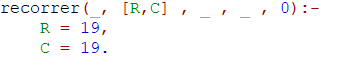 recorrer(_, [R,C] , _ , _ , 0):-
R = 19,
C = 19.